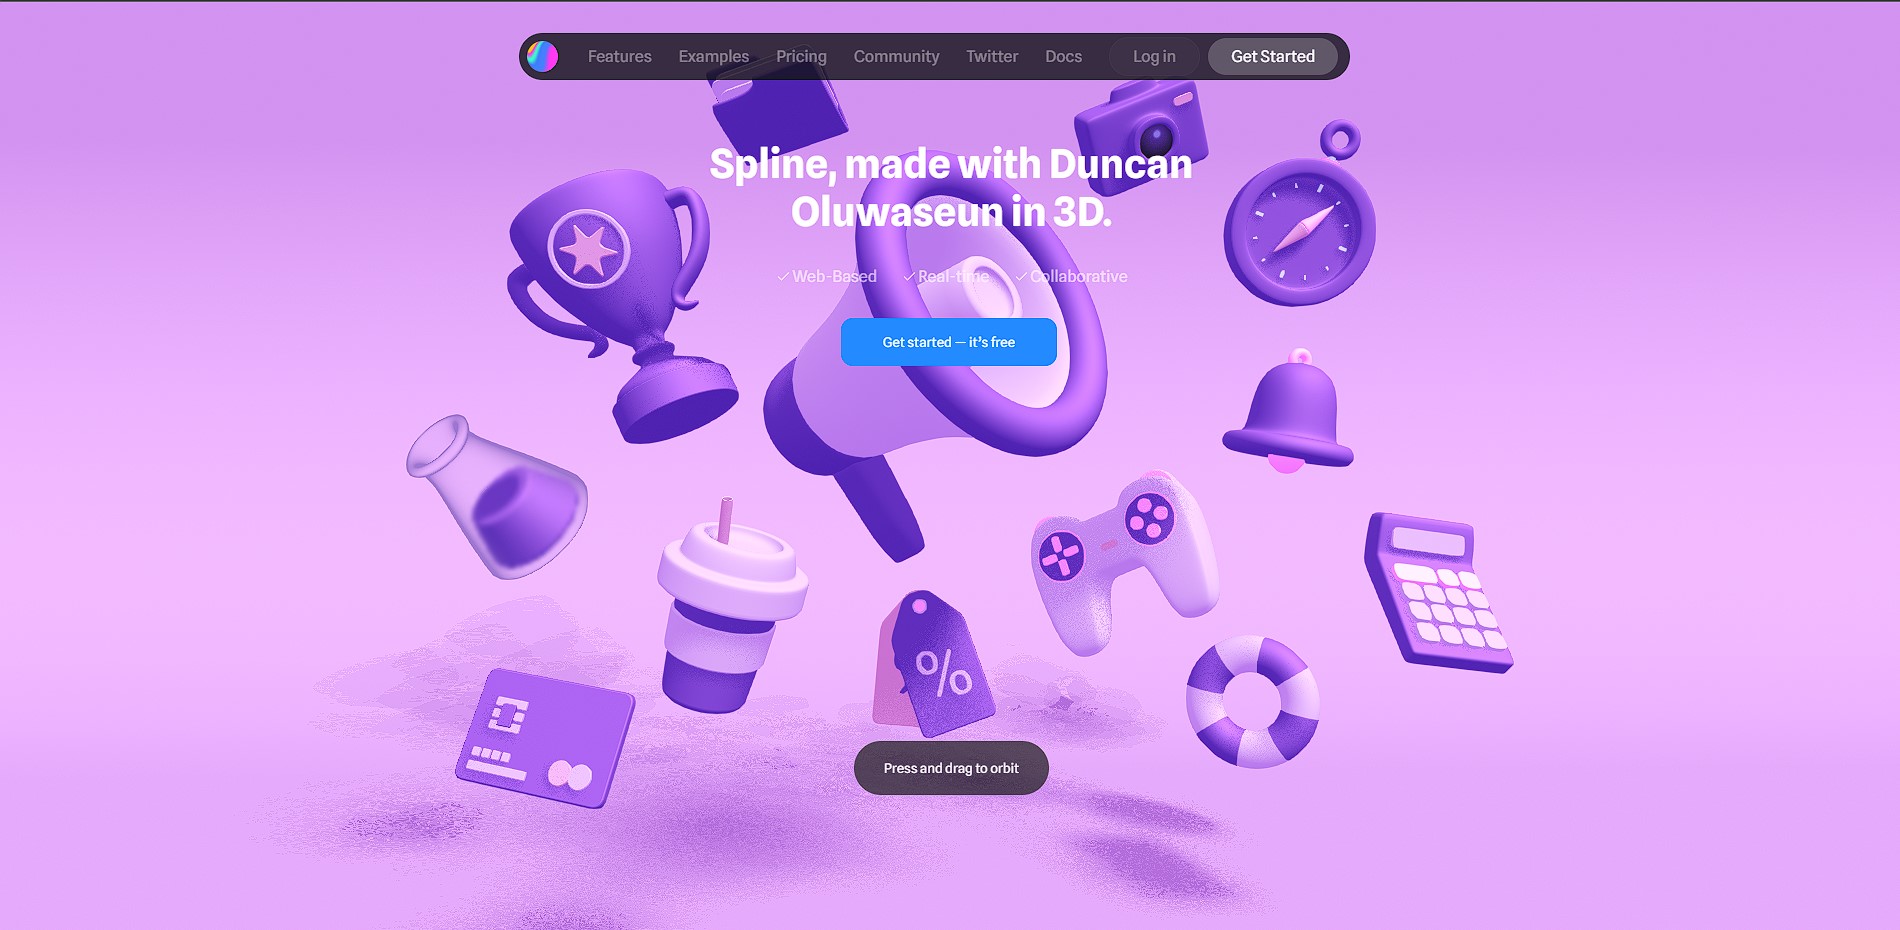 Features Examples Pricing Community Twitter Docs Log in Get Started
Spline, made with Duncan
Oluwaseun in 3D.
Web-Based Real-time Collaborative
Get started — it's free
%
Press and drag to orbit